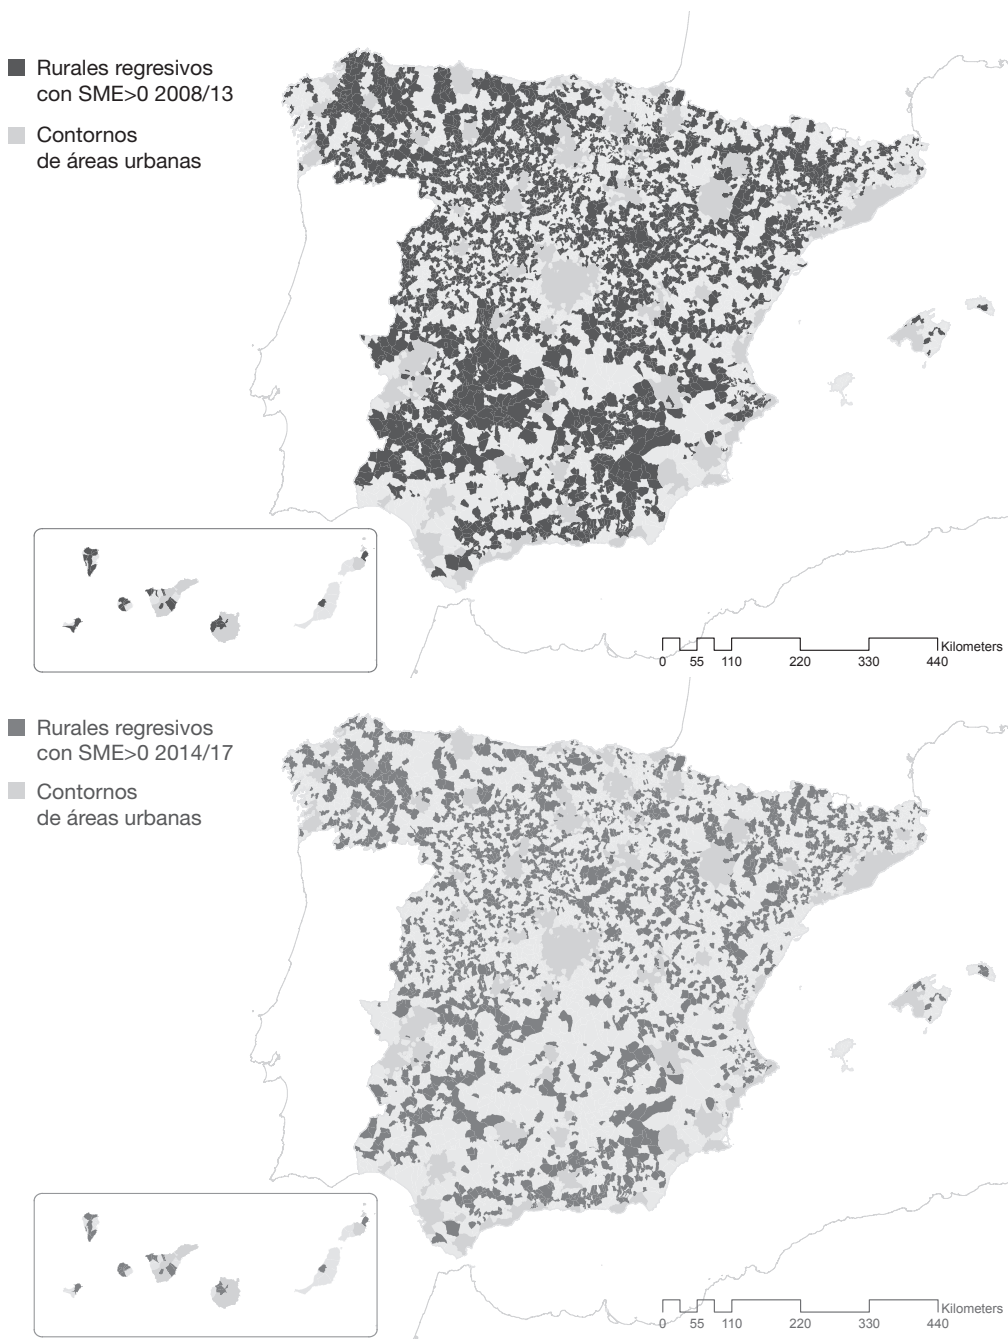 Rurales regresivos
con SME>0 2008/13
Contornos
de áreas urbanas
Kilometers
0 55 110 220 330 440
Rurales regresivos
con SME>0 2014/17
Contornos
de áreas urbanas
Kilometers
0 55 110 220 330 440